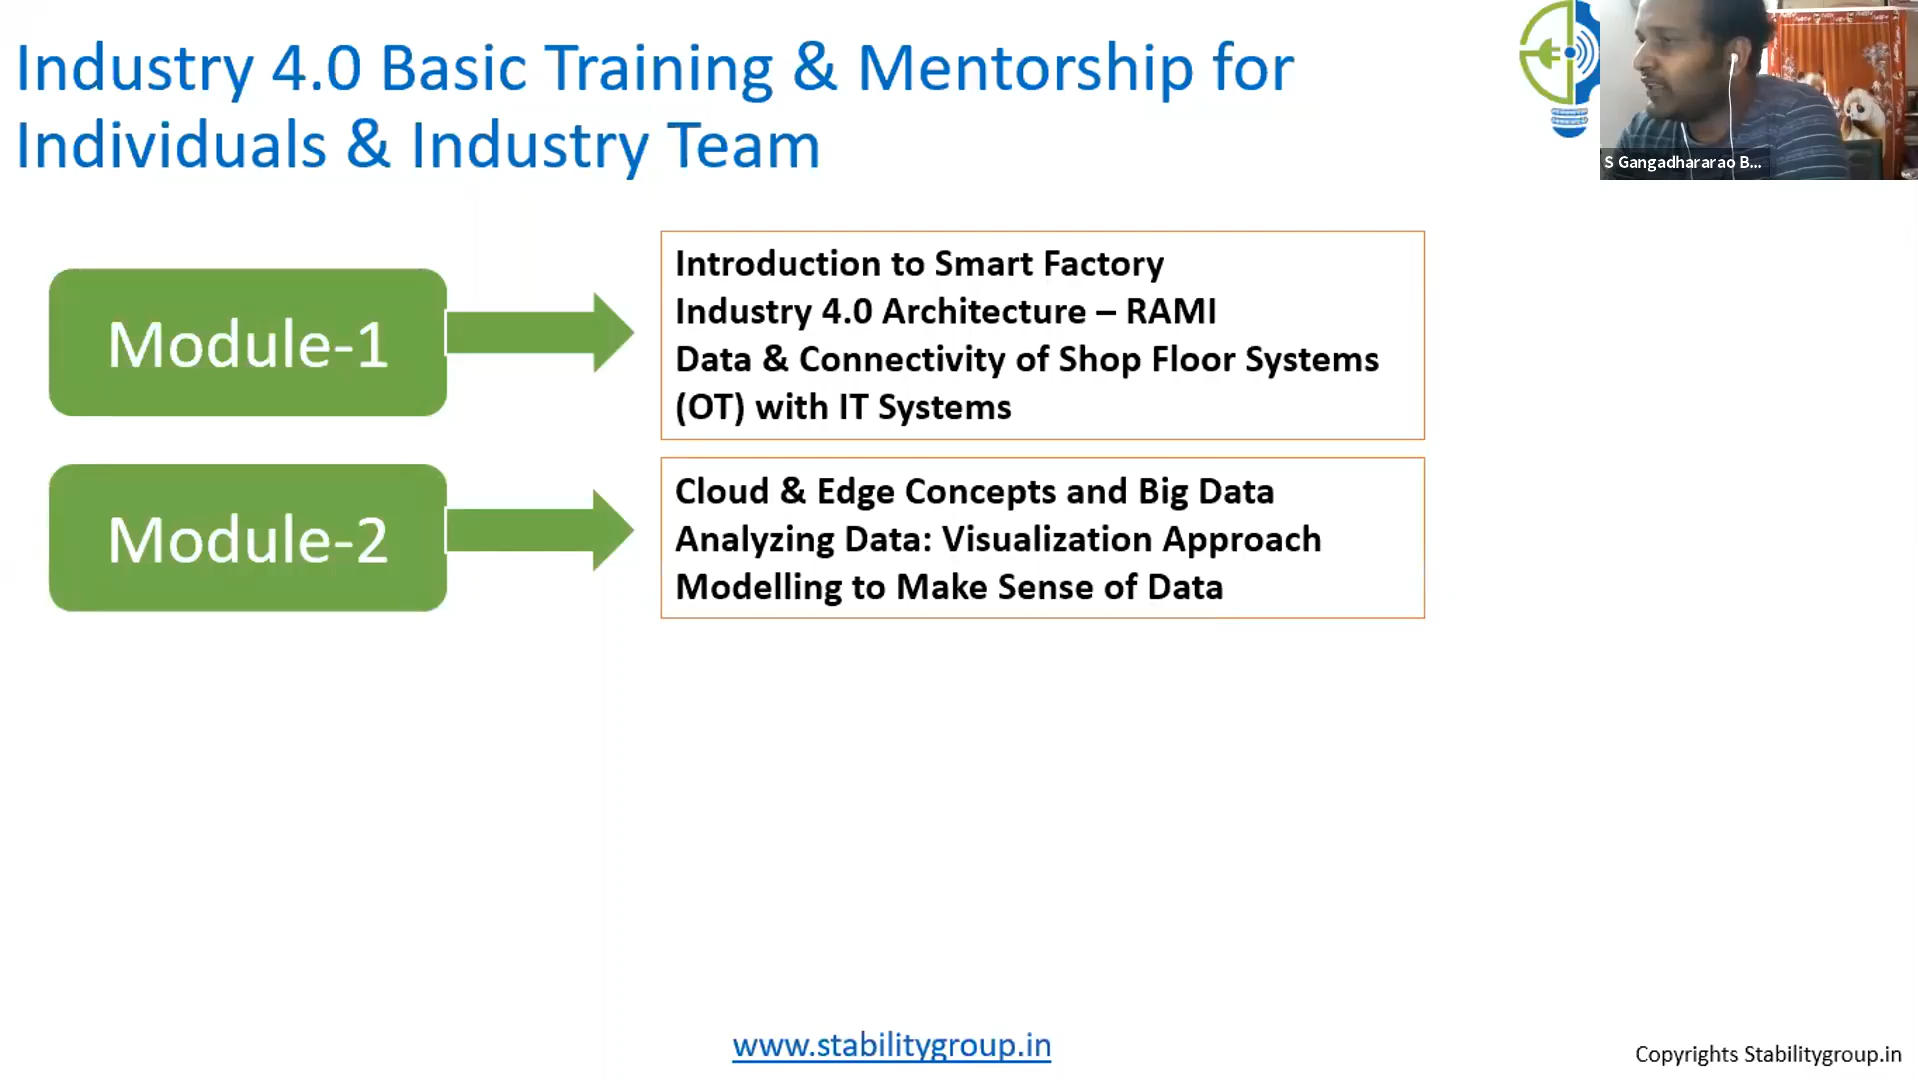 Industry 4.0 Basic Training & Mentorship for
Individuals & Industry Team
S Gangadhararao B...
Module-1
Introduction to Smart Factory
Industry 4.0 Architecture – RAMI
Data & Connectivity of Shop Floor Systems
(OT) with IT Systems
Module-2
Cloud & Edge Concepts and Big Data
Analyzing Data: Visualization Approach
Modelling to Make Sense of Data
www.stabilitygroup.in
Copyrights Stabilitygroup.in